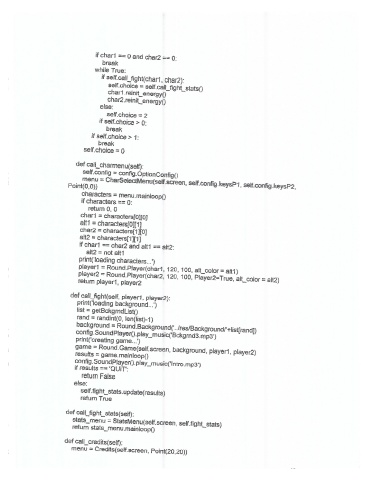 if char1 == 0 and char2 == 0:
break
while True:
if self.call_fight(char1, char2):
self.choice = self.call_fight_stats()
char1.reinit_energy()
char2.reinit_energy()
else:
self.choice = 2
if self.choice > 0:
break
if self.choice > 1:
break
self.choice = 0
def call_charmenu(self):
self.config = config.OptionConfig()
menu = CharSelectMenu(self.screen, self.config.keysP1, self.config.keysP2,
Point(0,0))
characters = menu.mainloop()
if characters == 0:
return 0, 0
char1 = characters[0][0]
alt1 = characters[0][1]
char2 = characters[1][0]
alt2 = characters[1][1]
if char1 == char2 and alt1 == alt2:
alt2 = not alt1
print('loading characters...')
player1 = Round.Player(char1, 120, 100, alt_color = alt1)
player2 = Round.Player(char2, 120, 100, Player2=True, alt_color = alt2)
return player1, player2
def call_fight(self, player1, player2):
print('loading background...')
list = getBckgrndList()
rand = randint(0, len(list)-1)
background = Round.Background('../res/Background/'+list[rand])
config.SoundPlayer().play_music('Bckgrnd3.mp3')
print('creating game...')
game = Round.Game(self.screen, background, player1, player2)
results = game.mainloop()
config.SoundPlayer().play_music('Intro.mp3')
if results == "QUIT":
return False
else:
self.fight_stats.update(results)
return True
def call_fight_stats(self):
stats_menu = StatsMenu(self.screen, self.fight_stats)
return stats_menu.mainloop()
def call_credits(self):
menu = Credits(self.screen, Point(20,20))